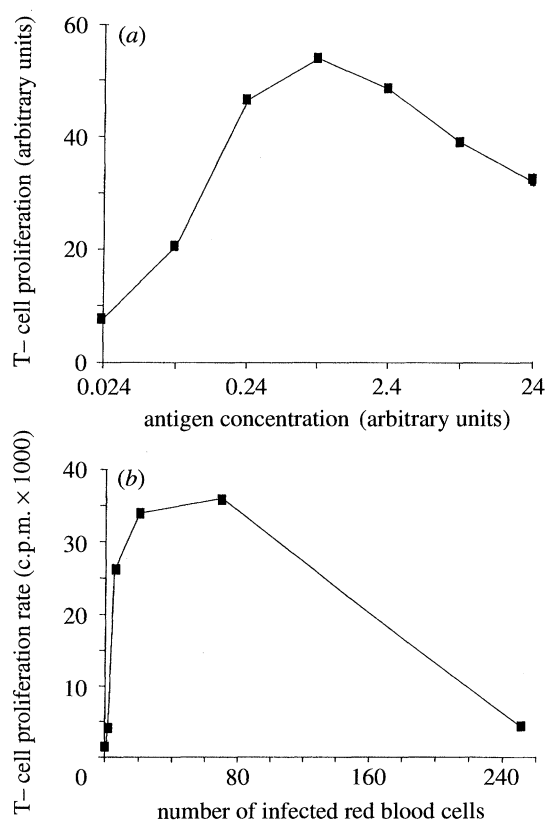 (a)
T– cell proliferation (arbitrary units)
60
40
20
0
0.024 0.24 2.4 24
antigen concentration (arbitrary units)
(b)
T– cell proliferation rate (c.p.m. × 1000)
40
30
20
10
0 80 160 240
number of infected red blood cells